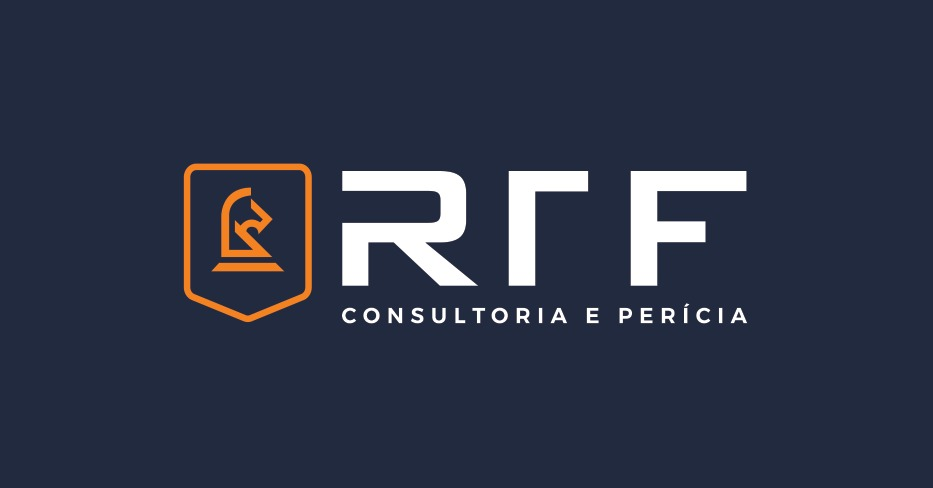 RTF
CONSULTORIA E PERÍCIA